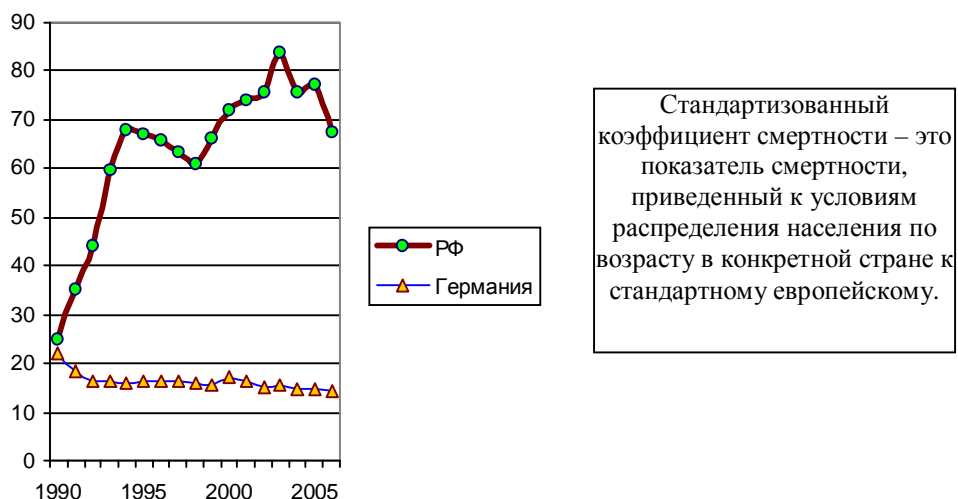 90
80
70
60
50
40
30
20
10
0
1990 1995 2000 2005
РФ
Германия
Стандартизованный
коэффициент смертности – это
показатель смертности,
приведенный к условиям
распределения населения по
возрасту в конкретной стране к
стандартному европейскому.